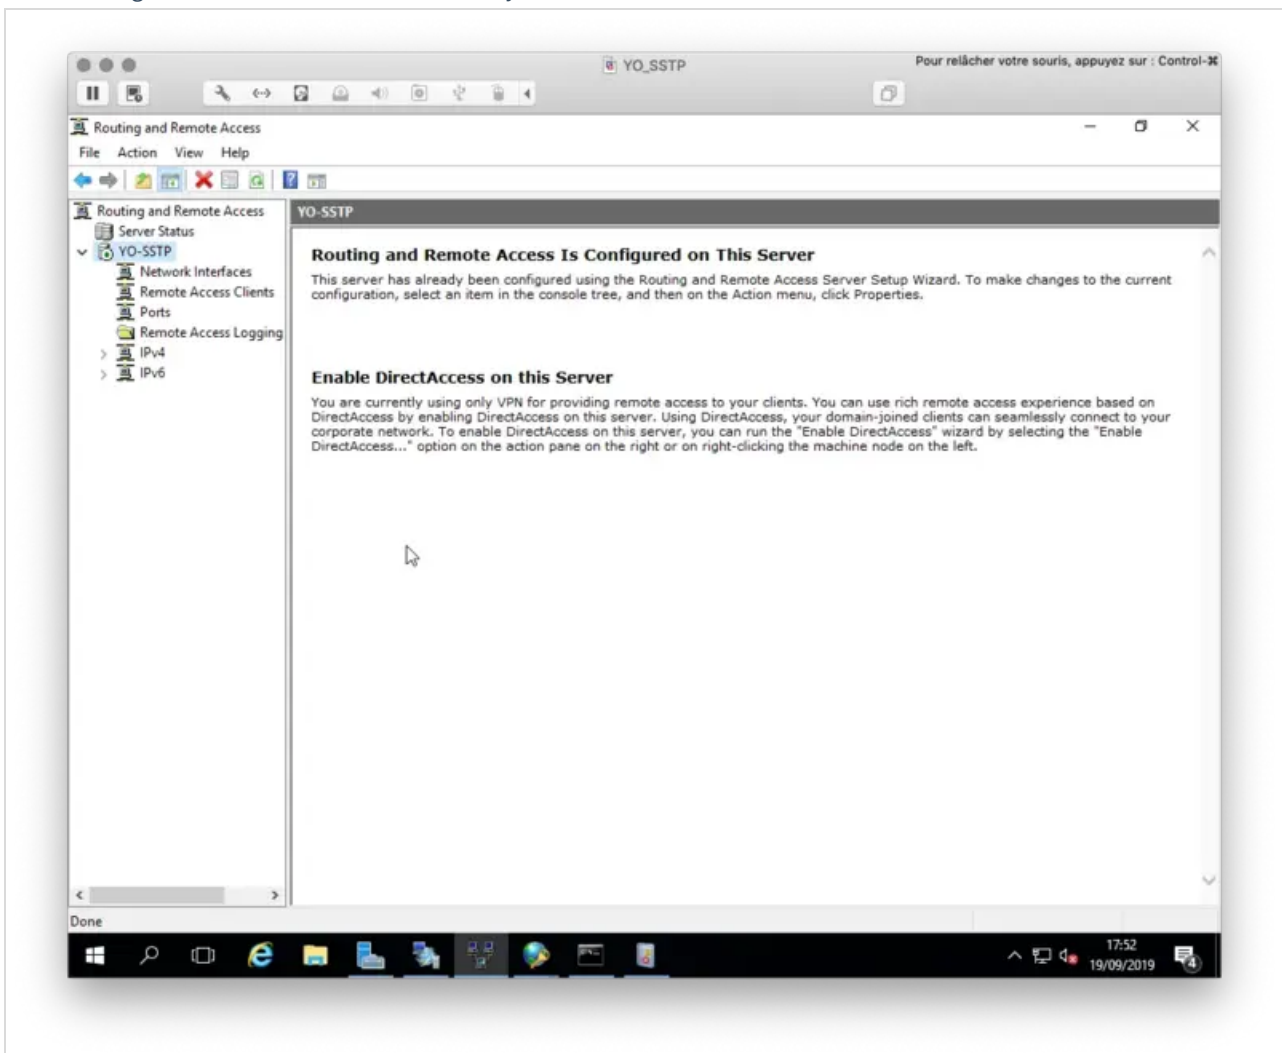 YO_SSTP
Pour relâcher votre souris, appuyez sur : Control-⌘
Routing and Remote Access
File Action View Help
Routing and Remote Access
Server Status
YO-SSTP
Network Interfaces
Remote Access Clients
Ports
Remote Access Logging
IPv4
IPv6
YO-SSTP
Routing and Remote Access Is Configured on This Server
This server has already been configured using the Routing and Remote Access Server Setup Wizard. To make changes to the current
configuration, select an item in the console tree, and then on the Action menu, click Properties.
Enable DirectAccess on this Server
You are currently using only VPN for providing remote access to your clients. You can use rich remote access experience based on
DirectAccess by enabling DirectAccess on this server. Using DirectAccess, your domain-joined clients can seamlessly connect to your
corporate network. To enable DirectAccess on this server, you can run the "Enable DirectAccess" wizard by selecting the "Enable
DirectAccess..." option on the action pane on the right or on right-clicking the machine node on the left.
Done
17:52
19/09/2019
4